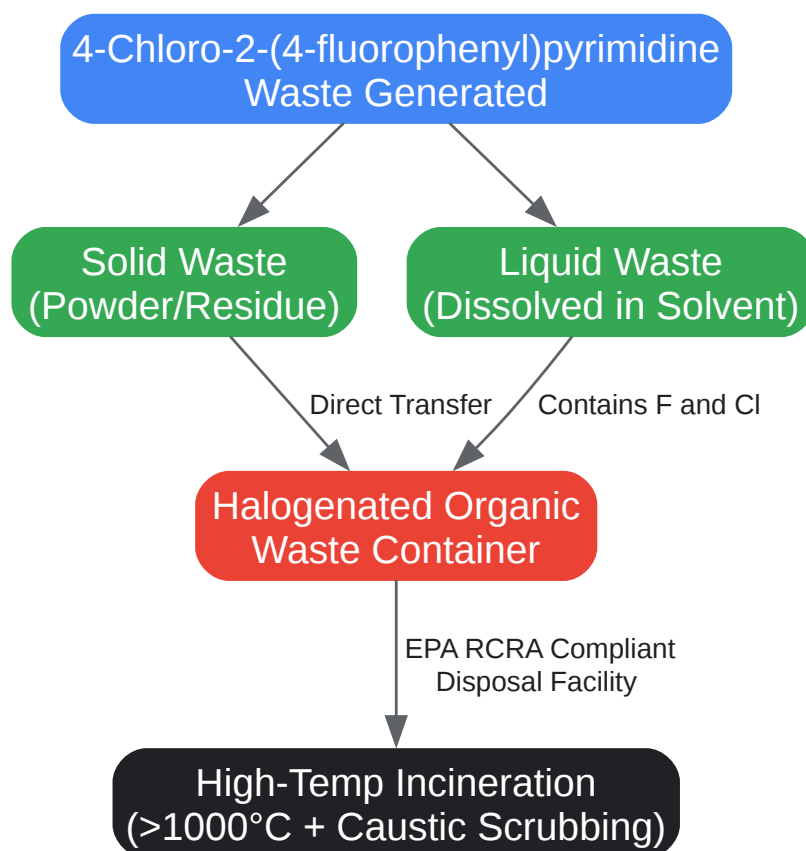 4-Chloro-2-(4-fluorophenyl)pyrimidine
Waste Generated
Solid Waste
(Powder/Residue)
Liquid Waste
(Dissolved in Solvent)
Direct Transfer
Contains F and Cl
Halogenated Organic
Waste Container
EPA RCRA Compliant
Disposal Facility
High-Temp Incineration
(>1000°C + Caustic Scrubbing)